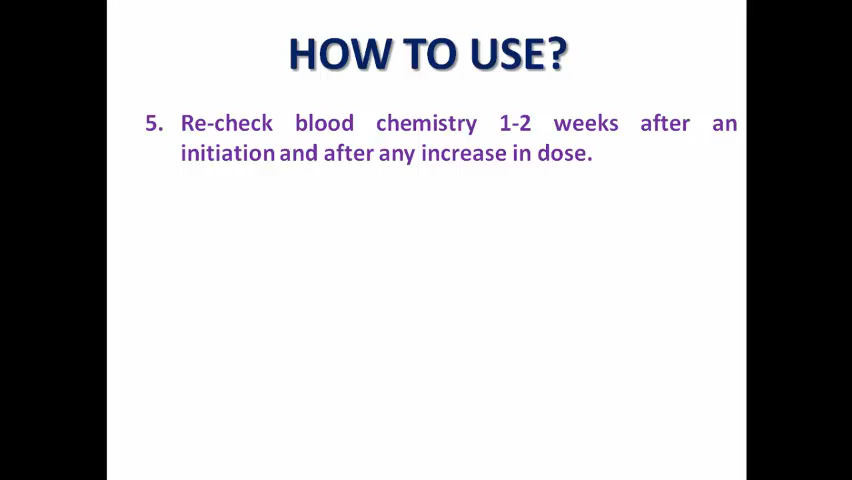 HOW TO USE?
5. Re-check blood chemistry 1-2 weeks after an
initiation and after any increase in dose.